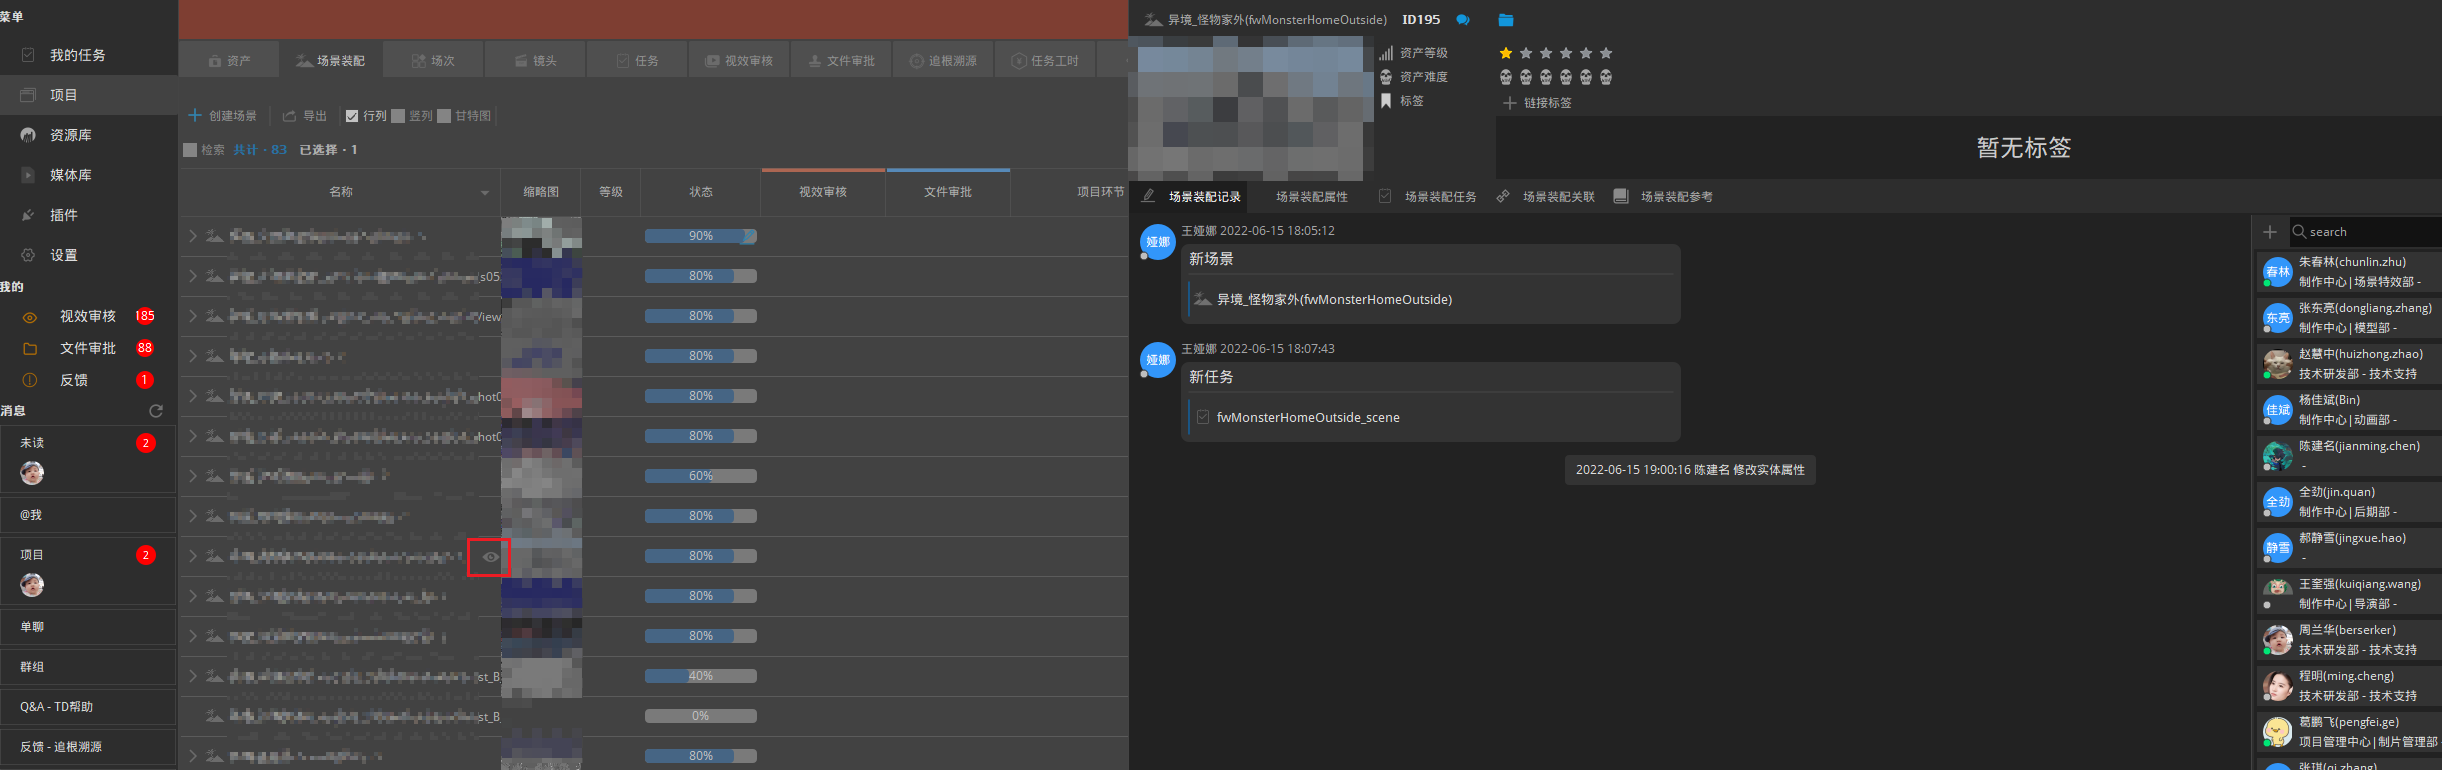 菜单
我的任务
项目
资源库
媒体库
插件
设置
我的
视效审核 185
文件审批 88
反馈 1
消息
未读 2
@我
项目 2
单聊
群组
Q&A - TD帮助
反馈 - 追根溯源
资产 场景装配 场次 镜头 任务 视效审核 文件审批 追根溯源 任务工时
创建场景 导出 行列 竖列 甘特图
检索 共计 · 83 已选择 · 1
名称 缩略图 等级 状态 视效审核 文件审批 项目环节
90%
s05 80%
View 80%
80%
80%
80%
60%
80%
80%
80%
80%
st_B 40%
st_B 0%
80%
异境_怪物家外(fwMonsterHomeOutside) ID195
资产等级
资产难度
标签
链接标签
暂无标签
场景装配记录 场景装配属性 场景装配任务 场景装配关联 场景装配参考
娅娜
王娅娜 2022-06-15 18:05:12
新场景
异境_怪物家外(fwMonsterHomeOutside)
娅娜
王娅娜 2022-06-15 18:07:43
新任务
fwMonsterHomeOutside_scene
2022-06-15 19:00:16 陈建名 修改实体属性
search
春林
朱春林(chunlin.zhu)
制作中心|场景特效部 -
东亮
张东亮(dongliang.zhang)
制作中心|模型部 -
赵慧中(huizhong.zhao)
技术研发部 - 技术支持
佳斌
杨佳斌(Bin)
制作中心|动画部 -
陈建名(jianming.chen)
-
全劲
全劲(jin.quan)
制作中心|后期部 -
静雪
郝静雪(jingxue.hao)
-
王奎强(kuiqiang.wang)
制作中心|导演部 -
周兰华(berserker)
技术研发部 - 技术支持
程明(ming.cheng)
技术研发部 - 技术支持
葛鹏飞(pengfei.ge)
项目管理中心|制片管理部
张琪(qi.zhang)